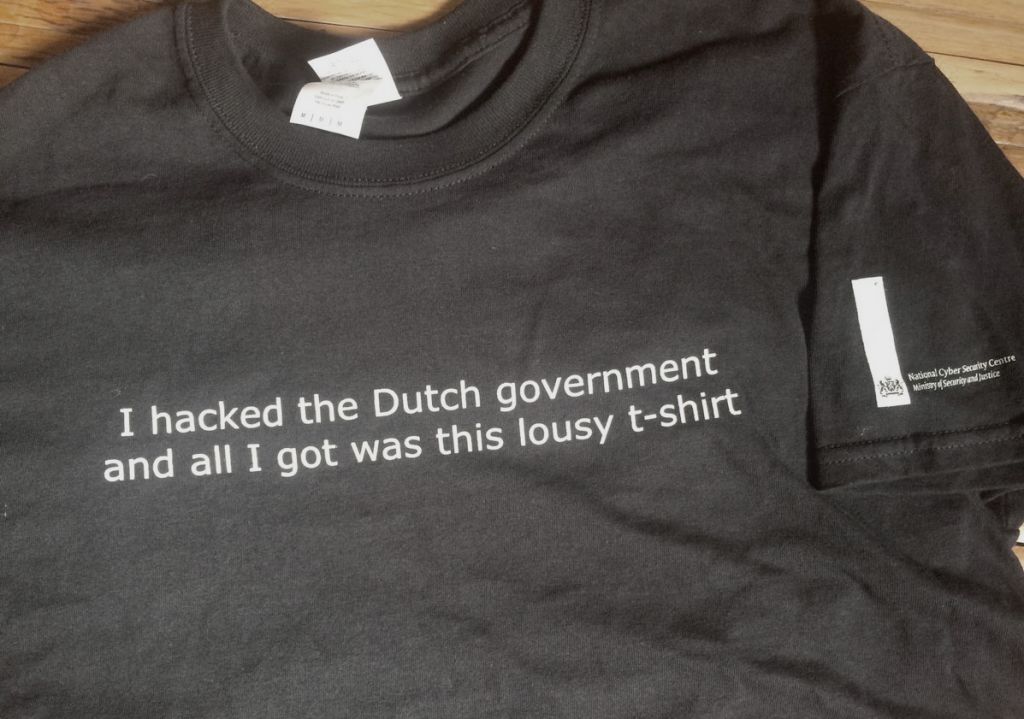 M | D | M
I hacked the Dutch government
and all I got was this lousy t-shirt
National Cyber Security Centre
Ministry of Security and Justice